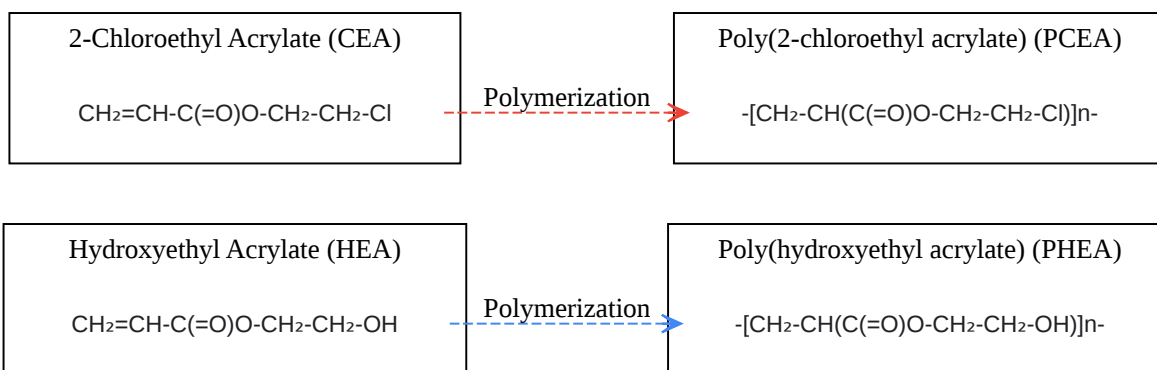 2-Chloroethyl Acrylate (CEA)
CH₂=CH-C(=O)O-CH₂-CH₂-Cl
Polymerization
Poly(2-chloroethyl acrylate) (PCEA)
-[CH₂-CH(C(=O)O-CH₂-CH₂-Cl)]n-
Hydroxyethyl Acrylate (HEA)
CH₂=CH-C(=O)O-CH₂-CH₂-OH
Polymerization
Poly(hydroxyethyl acrylate) (PHEA)
-[CH₂-CH(C(=O)O-CH₂-CH₂-OH)]n-